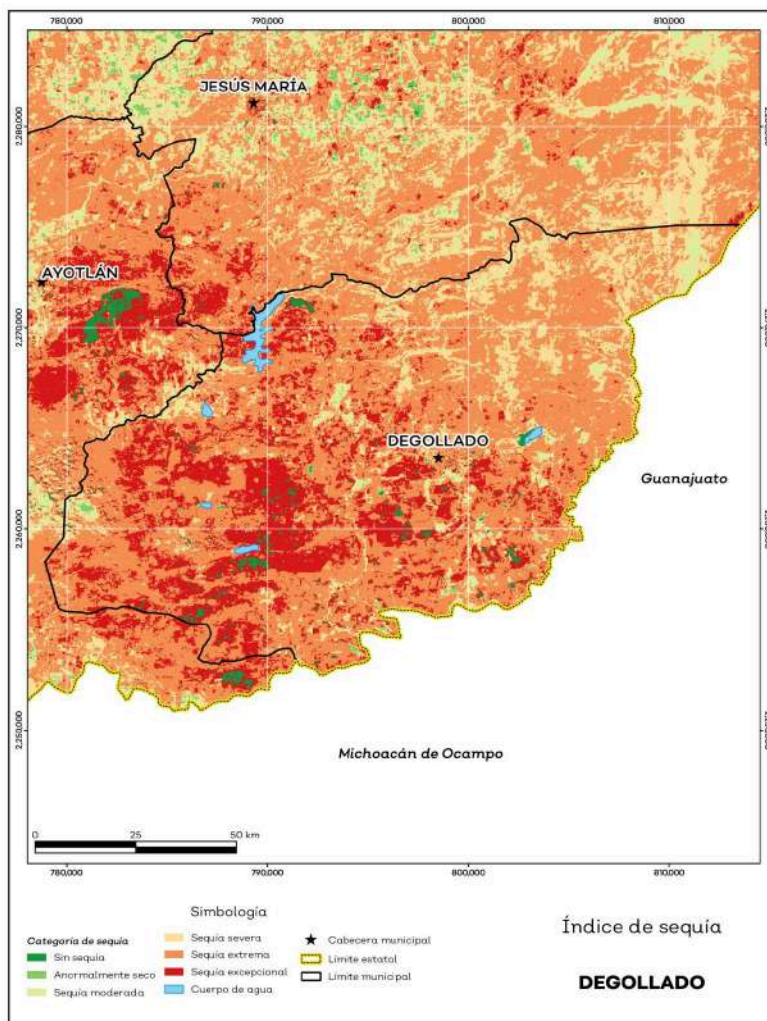 780,000
790,000
800,000
810,000
2,280,000
2,270,000
2,260,000
2,250,000
JESÚS MARÍA
AYOTLÁN
DEGOLLADO
Guanajuato
Michoacán de Ocampo
0
25
50 km
780,000
790,000
800,000
810,000
Simbología
Categoría de sequía
Sin sequía
Anormalmente seco
Sequía moderada
Sequía severa
Sequía extrema
Sequía excepcional
Cuerpo de agua
Cabecera municipal
Límite estatal
Límite municipal
Índice de sequía
DEGOLLADO